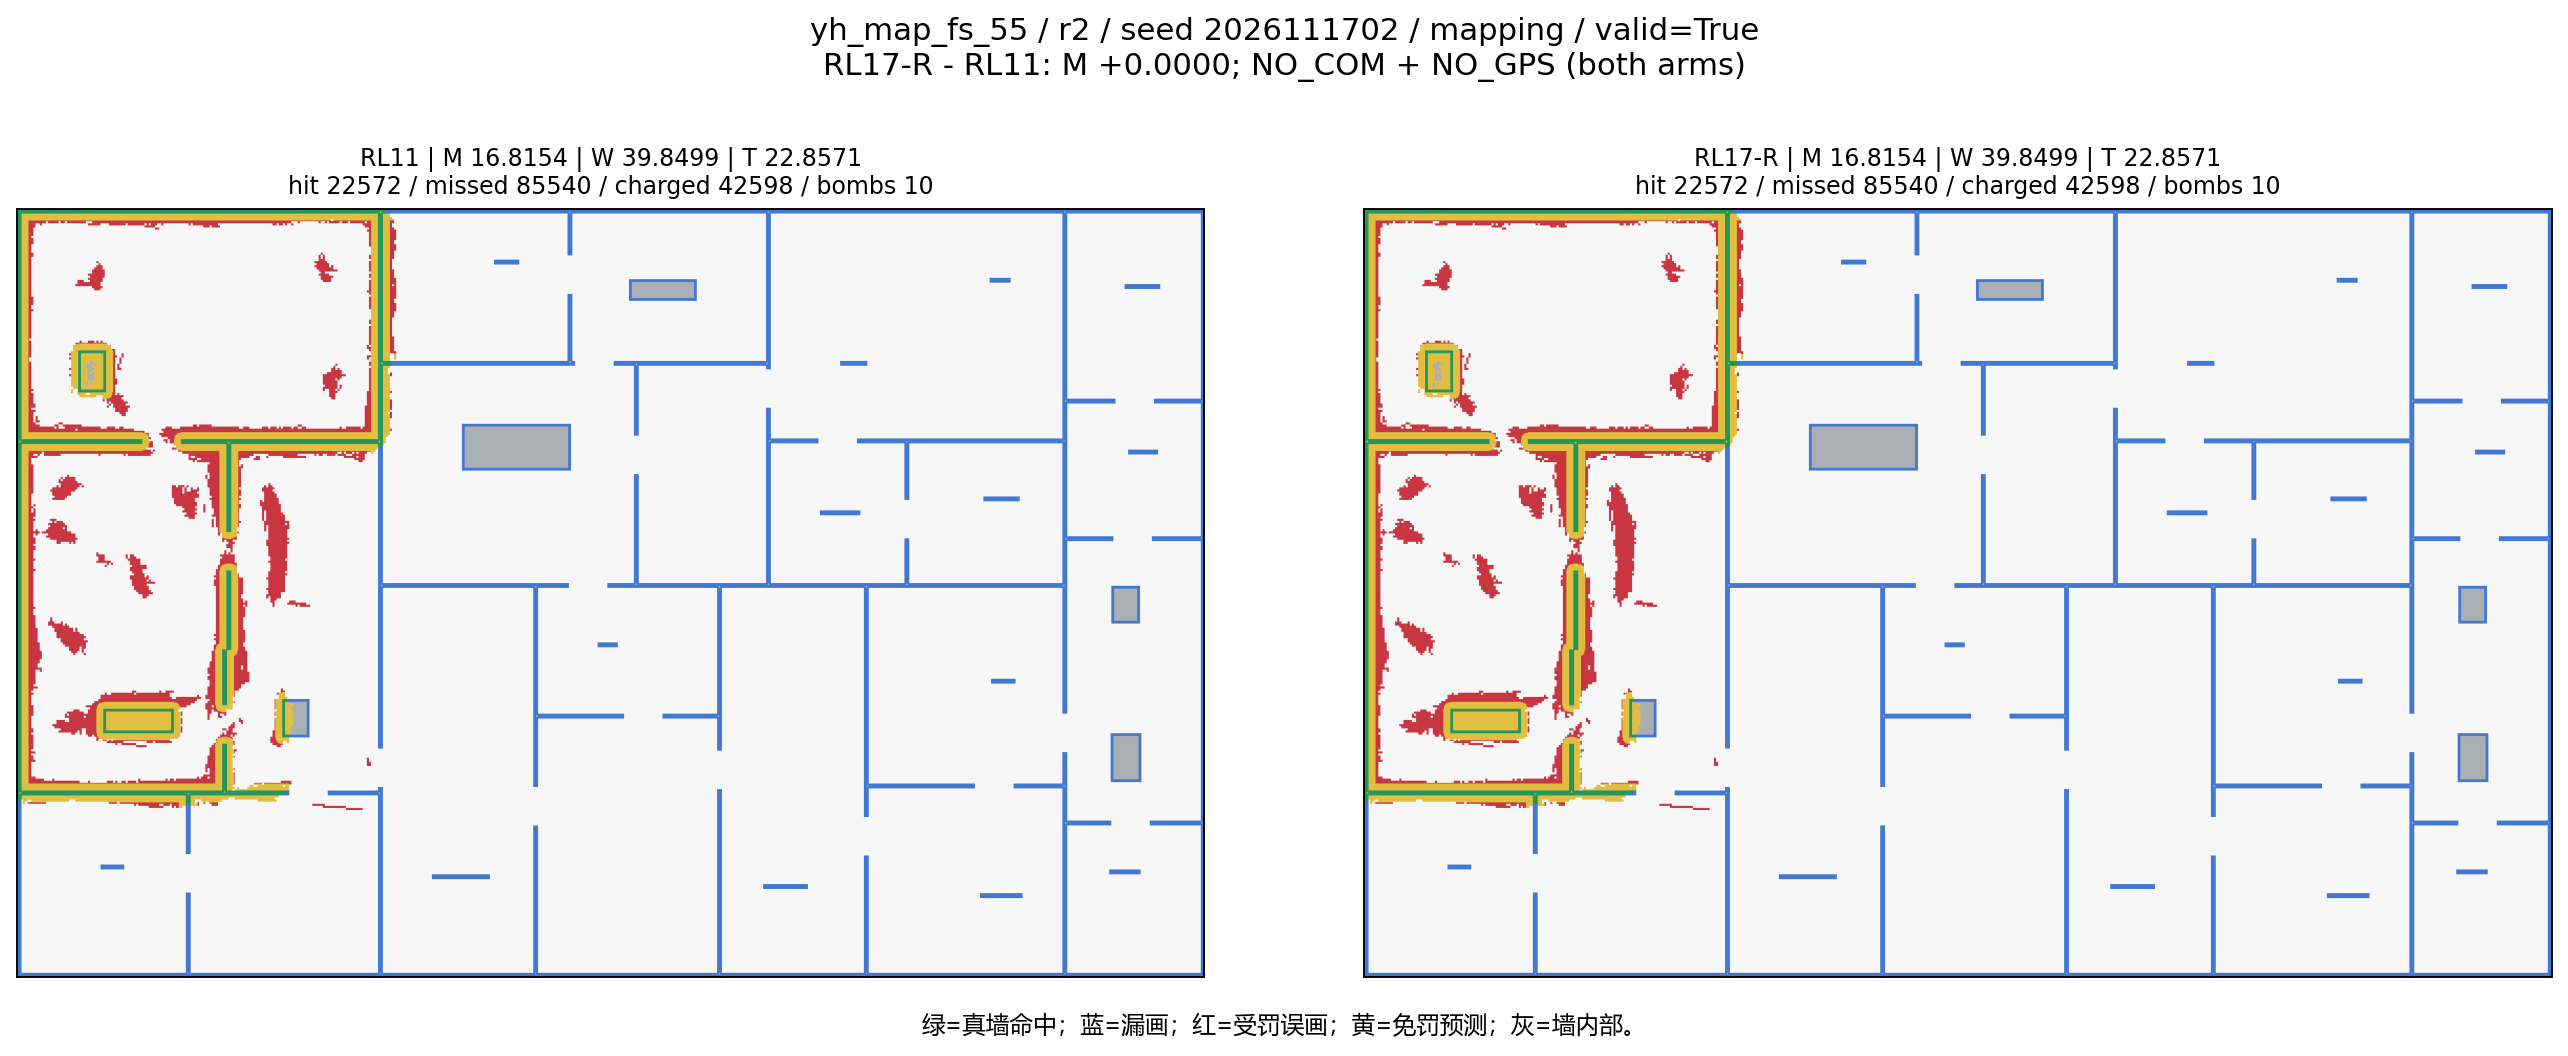 yh_map_fs_55 / r2 / seed 2026111702 / mapping / valid=True
RL17-R - RL11: M +0.0000; NO_COM + NO_GPS (both arms)
RL11 | M 16.8154 | W 39.8499 | T 22.8571
hit 22572 / missed 85540 / charged 42598 / bombs 10
RL17-R | M 16.8154 | W 39.8499 | T 22.8571
hit 22572 / missed 85540 / charged 42598 / bombs 10
绿=真墙命中；蓝=漏画；红=受罚误画；黄=免罚预测；灰=墙内部。